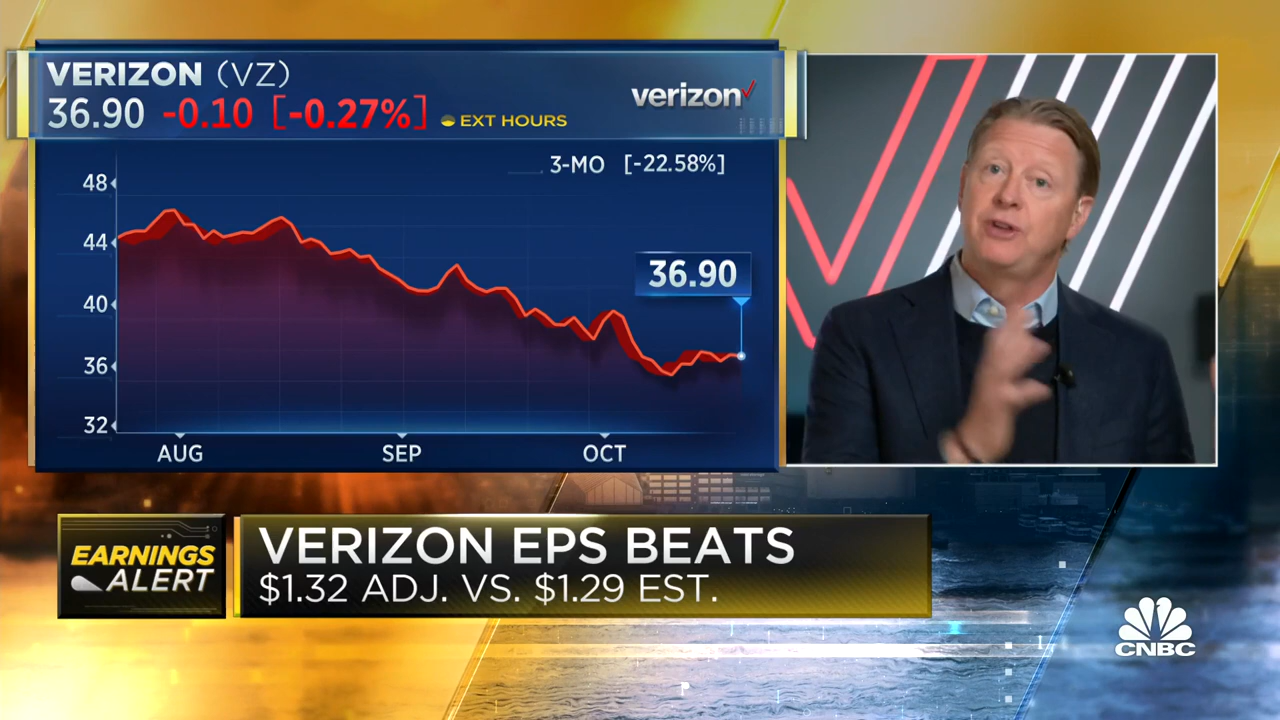 VERIZON (VZ)
36.90 -0.10 [-0.27%] EXT HOURS
verizon
3-MO [-22.58%]
48
44
40
36
32
36.90
AUG SEP OCT
EARNINGS
ALERT
VERIZON EPS BEATS
$1.32 ADJ. VS. $1.29 EST.
CNBC